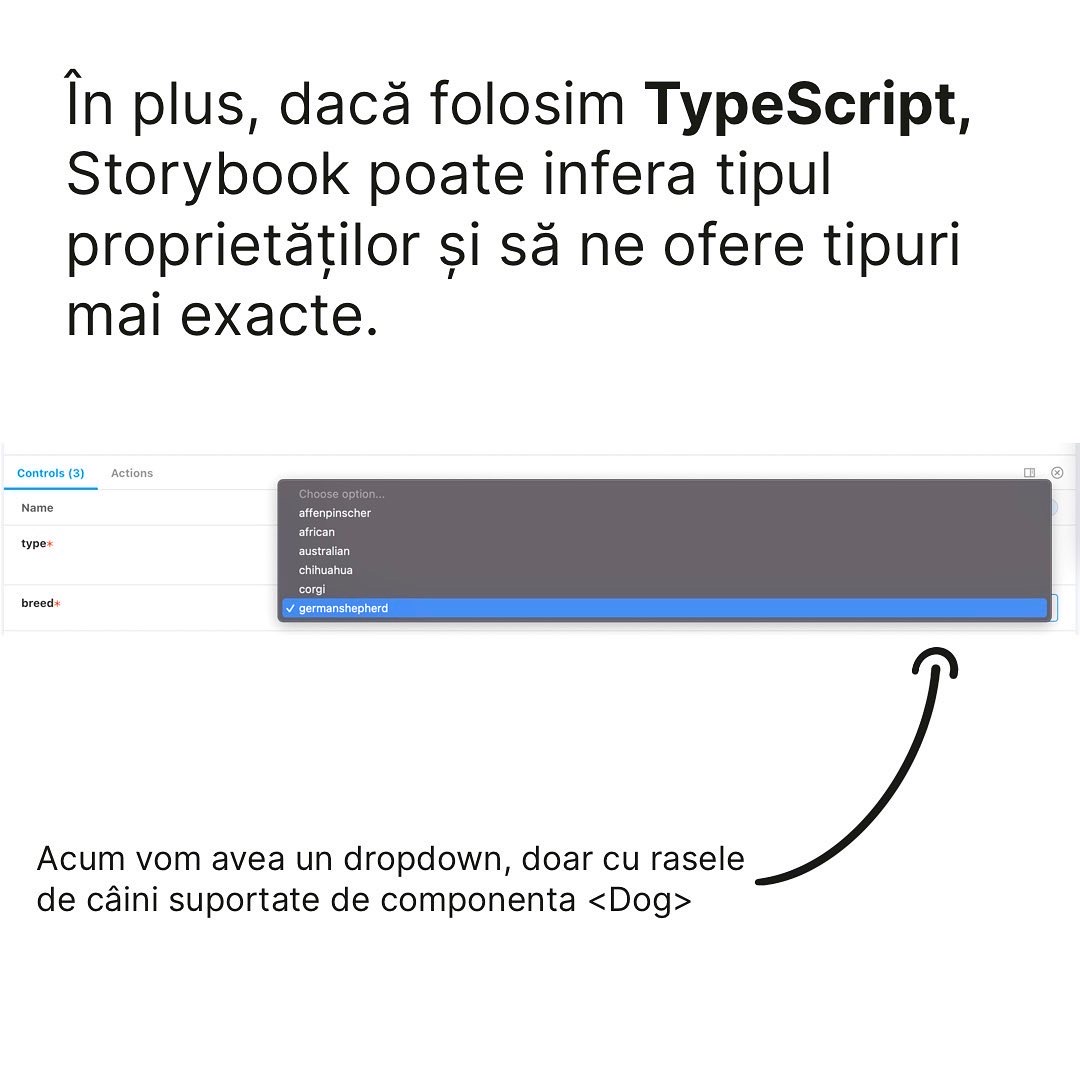 În plus, dacă folosim TypeScript,
Storybook poate infera tipul
proprietăților și să ne ofere tipuri
mai exacte.
Controls (3) Actions
Name
Choose option...
affenpinscher
african
type*
australian
chihuahua
corgi
breed*
✓ germanshepherd
Acum vom avea un dropdown, doar cu rasele
de câini suportate de componenta <Dog>